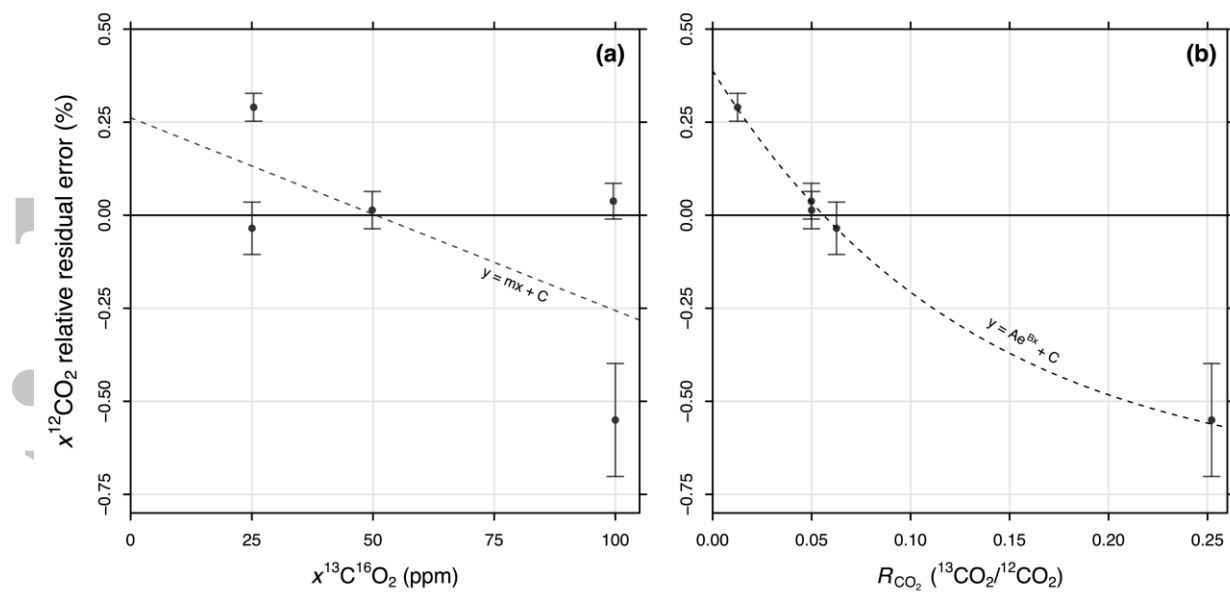 x¹²CO₂ relative residual error (%)
0.50
0.25
0.00
−0.25
−0.50
−0.75
(a)
y = mx + C
0 25 50 75 100
x¹³C¹⁶O₂ (ppm)
(b)
y = Ae^Bx + C
0.00 0.05 0.10 0.15 0.20 0.25
R_CO₂ (¹³CO₂/¹²CO₂)
0.50
0.25
0.00
−0.25
−0.50
−0.75